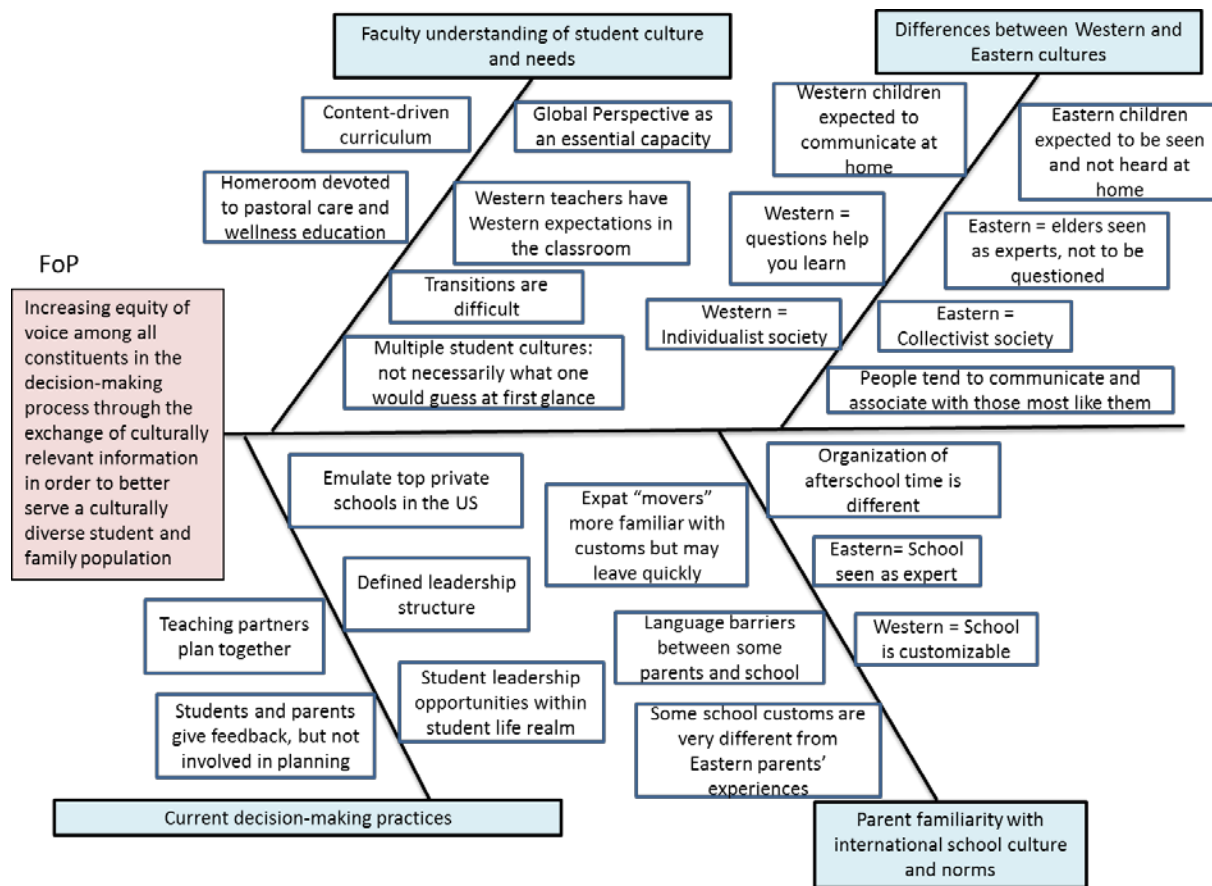 Faculty understanding of student culture
and needs
Differences between Western and
Eastern cultures
Content-driven
curriculum
Global Perspective as
an essential capacity
Homeroom devoted
to pastoral care and
wellness education
Western teachers have
Western expectations in
the classroom
Transitions are
difficult
Multiple student cultures:
not necessarily what one
would guess at first glance
Western children
expected to
communicate at
home
Eastern children
expected to be seen
and not heard at
home
Western =
questions help
you learn
Eastern = elders seen
as experts, not to be
questioned
Western =
Individualist society
Eastern =
Collectivist society
People tend to communicate and
associate with those most like them
FoP
Increasing equity of
voice among all
constituents in the
decision-making
process through the
exchange of culturally
relevant information
in order to better
serve a culturally
diverse student and
family population
Emulate top private
schools in the US
Defined leadership
structure
Teaching partners
plan together
Student leadership
opportunities within
student life realm
Students and parents
give feedback, but not
involved in planning
Current decision-making practices
Organization of
afterschool time is
different
Expat “movers”
more familiar with
customs but may
leave quickly
Eastern= School
seen as expert
Language barriers
between some
parents and school
Western = School
is customizable
Some school customs are
very different from
Eastern parents’
experiences
Parent familiarity with
international school culture
and norms